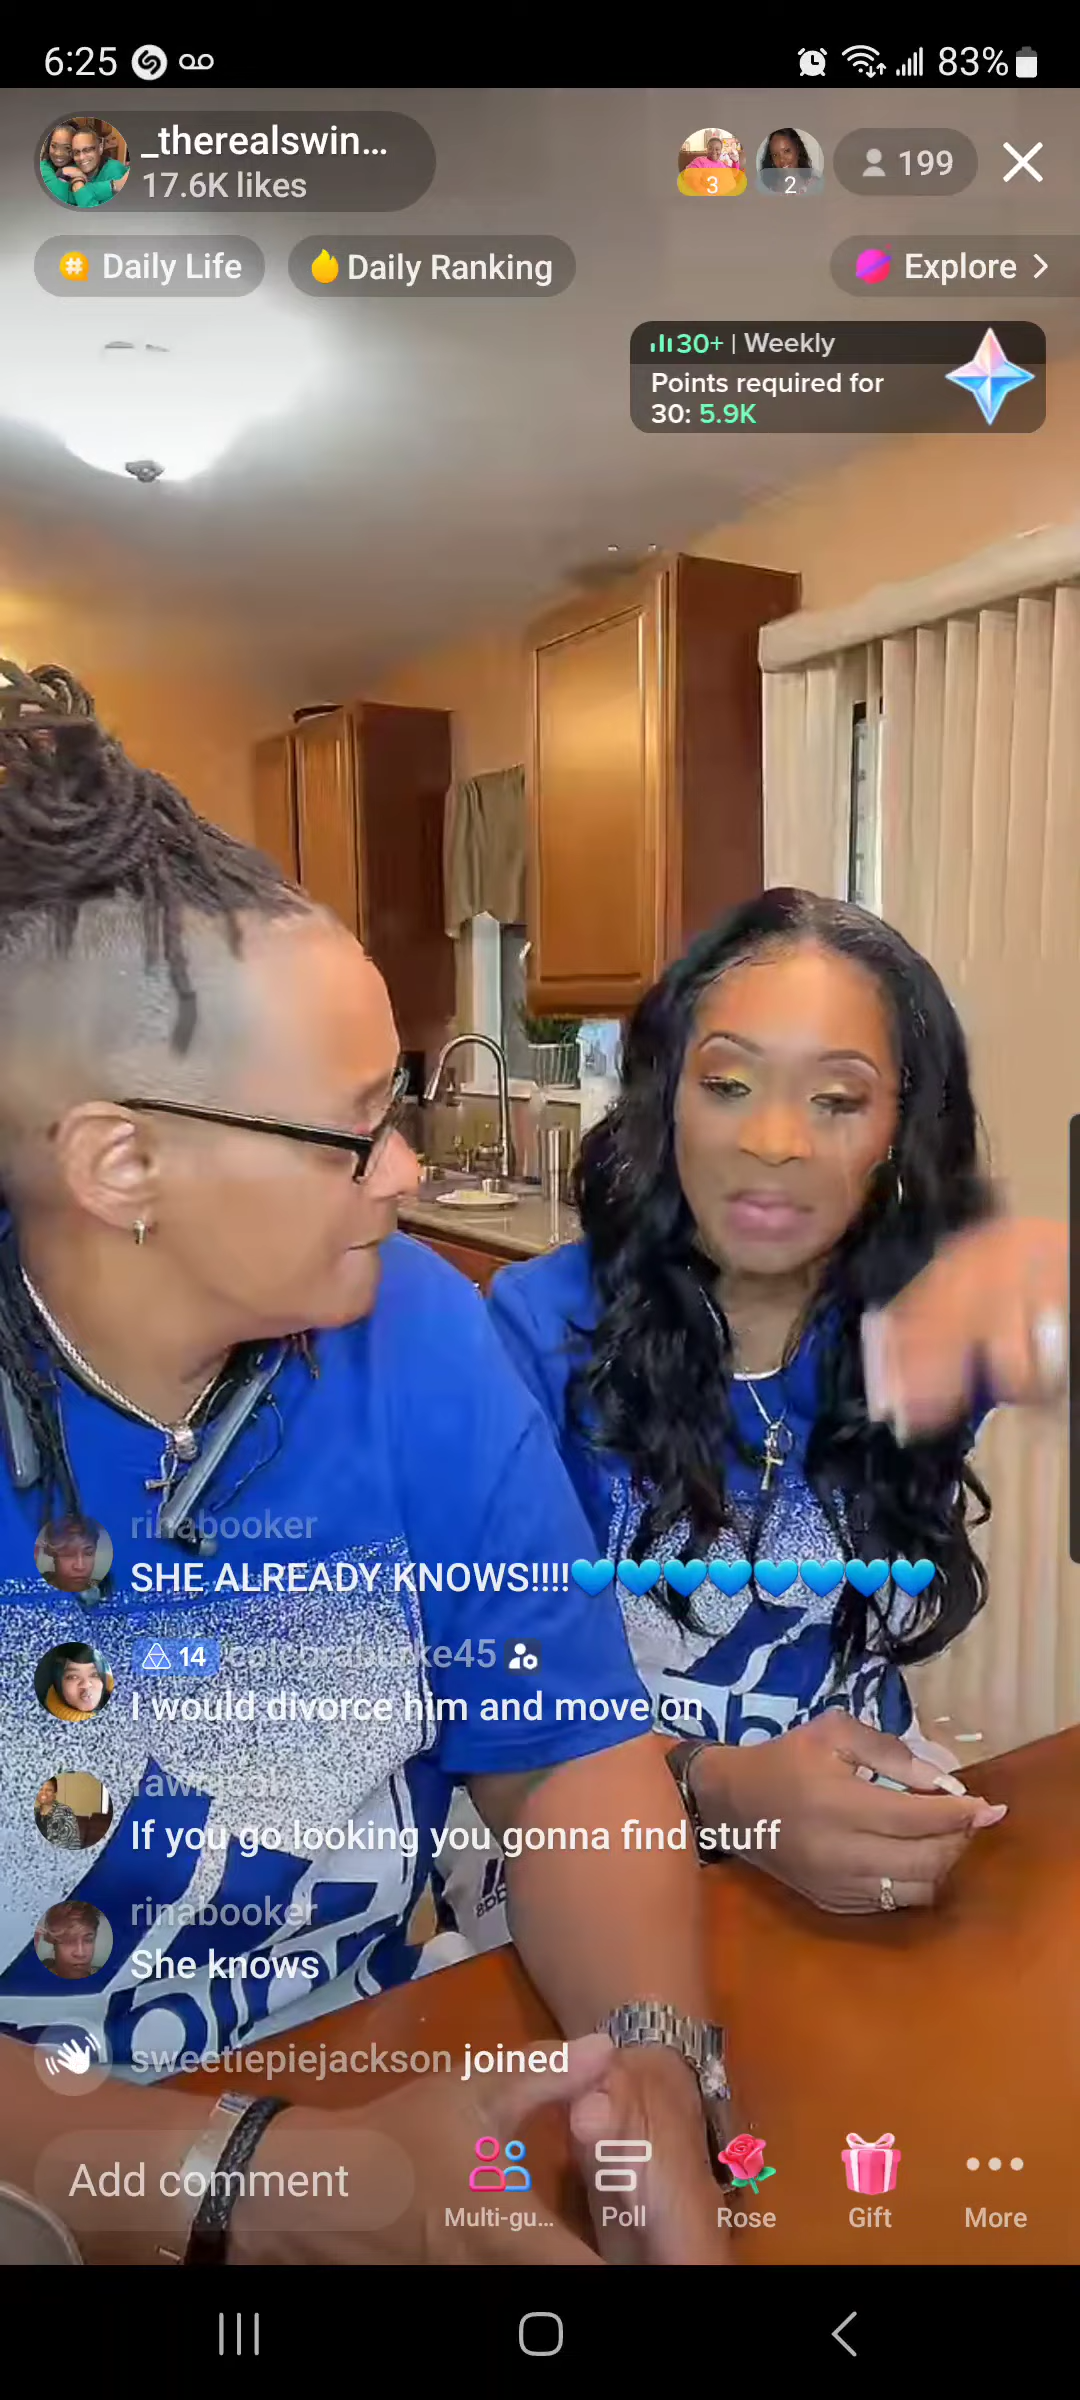 6:25
83%
_therealswin...
17.6K likes
3
2
199
Daily Life
Daily Ranking
Explore >
30+ | Weekly
Points required for
30: 5.9K
rinabooker
SHE ALREADY KNOWS!!!!💙💙💙💙💙💙💙💙
14
I would divorce him and move on
If you go looking you gonna find stuff
rinabooker
She knows
sweetiepiejackson joined
Add comment
Multi-gu...
Poll
Rose
Gift
More